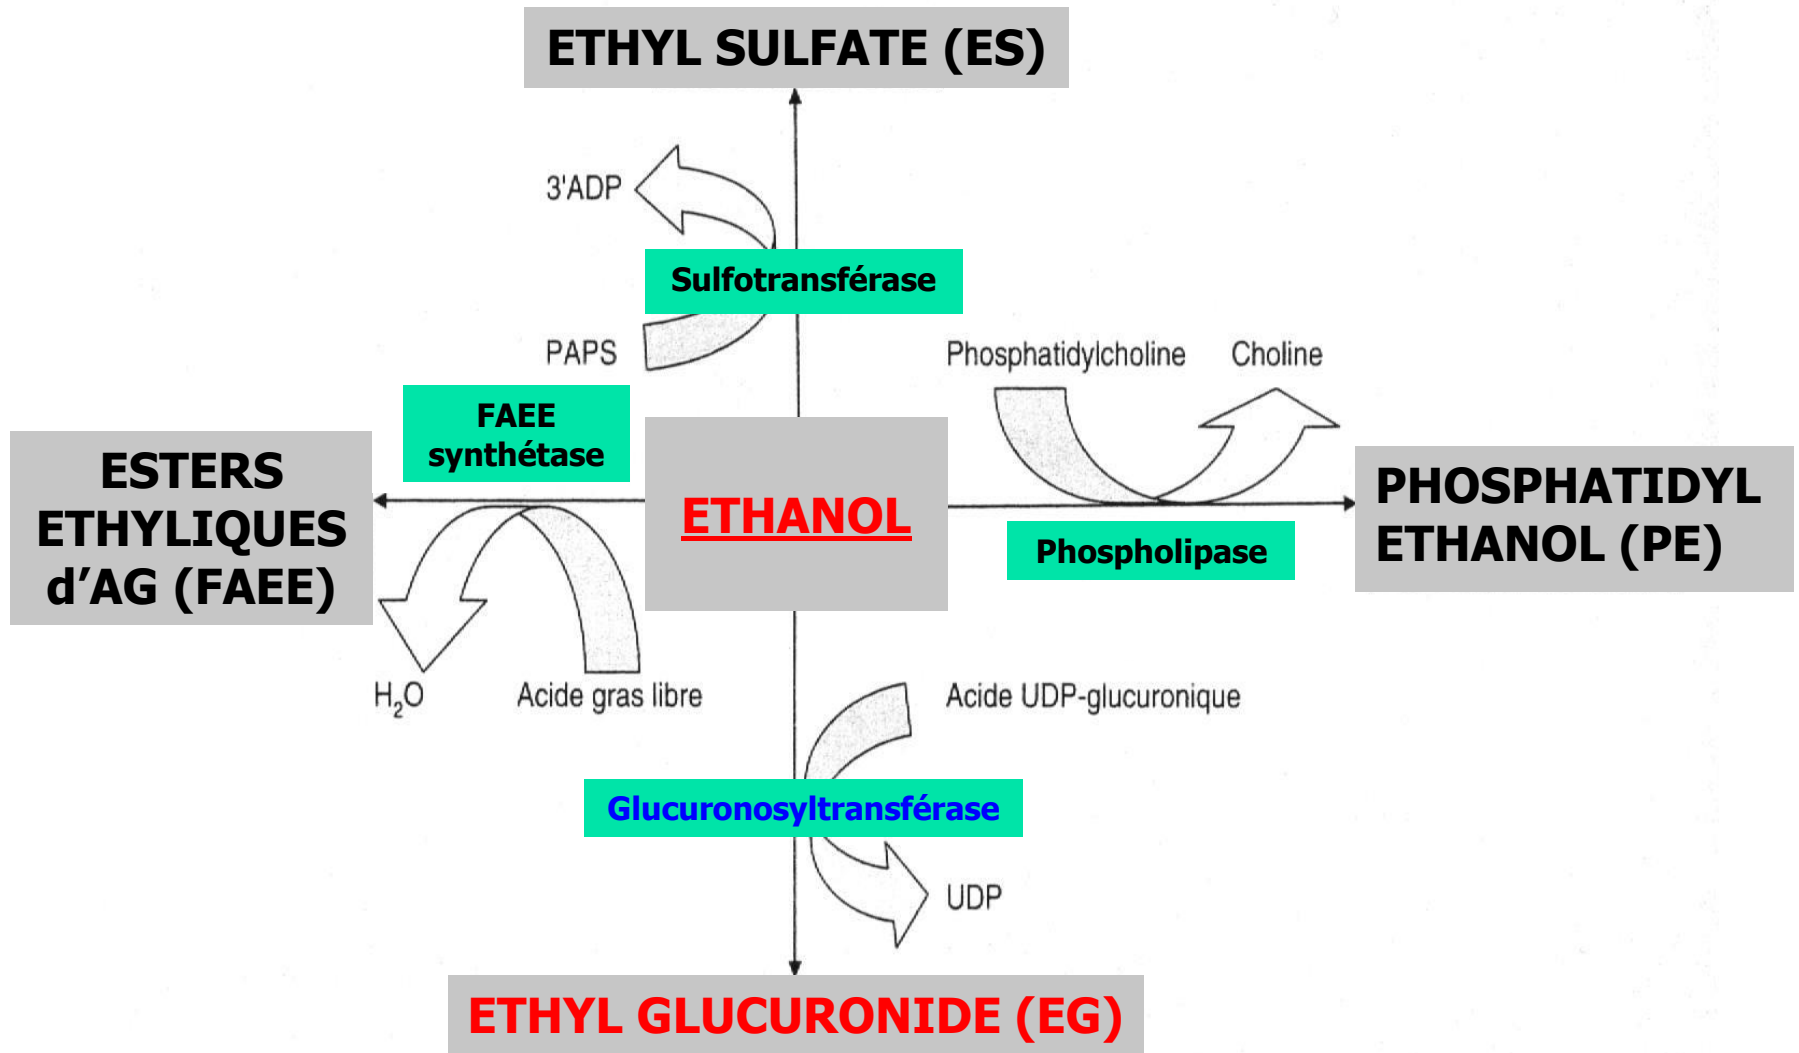 ETHYL SULFATE (ES)
3'ADP
Sulfotransférase
PAPS
Phosphatidylcholine
Choline
FAEE
synthétase
ESTERS
ETHYLIQUES
d’AG (FAEE)
ETHANOL
PHOSPHATIDYL
ETHANOL (PE)
Phospholipase
H₂O
Acide gras libre
Acide UDP-glucuronique
Glucuronosyltransférase
UDP
ETHYL GLUCURONIDE (EG)